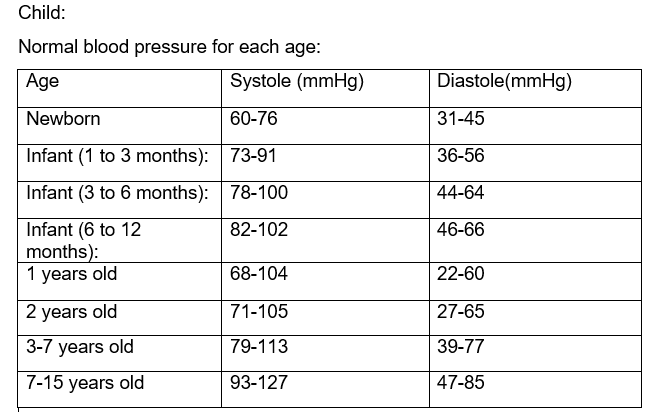 Child:
Normal blood pressure for each age:
Age Systole (mmHg) Diastole(mmHg)
Newborn 60-76 31-45
Infant (1 to 3 months): 73-91 36-56
Infant (3 to 6 months): 78-100 44-64
Infant (6 to 12 82-102 46-66
months):
1 years old 68-104 22-60
2 years old 71-105 27-65
3-7 years old 79-113 39-77
7-15 years old 93-127 47-85